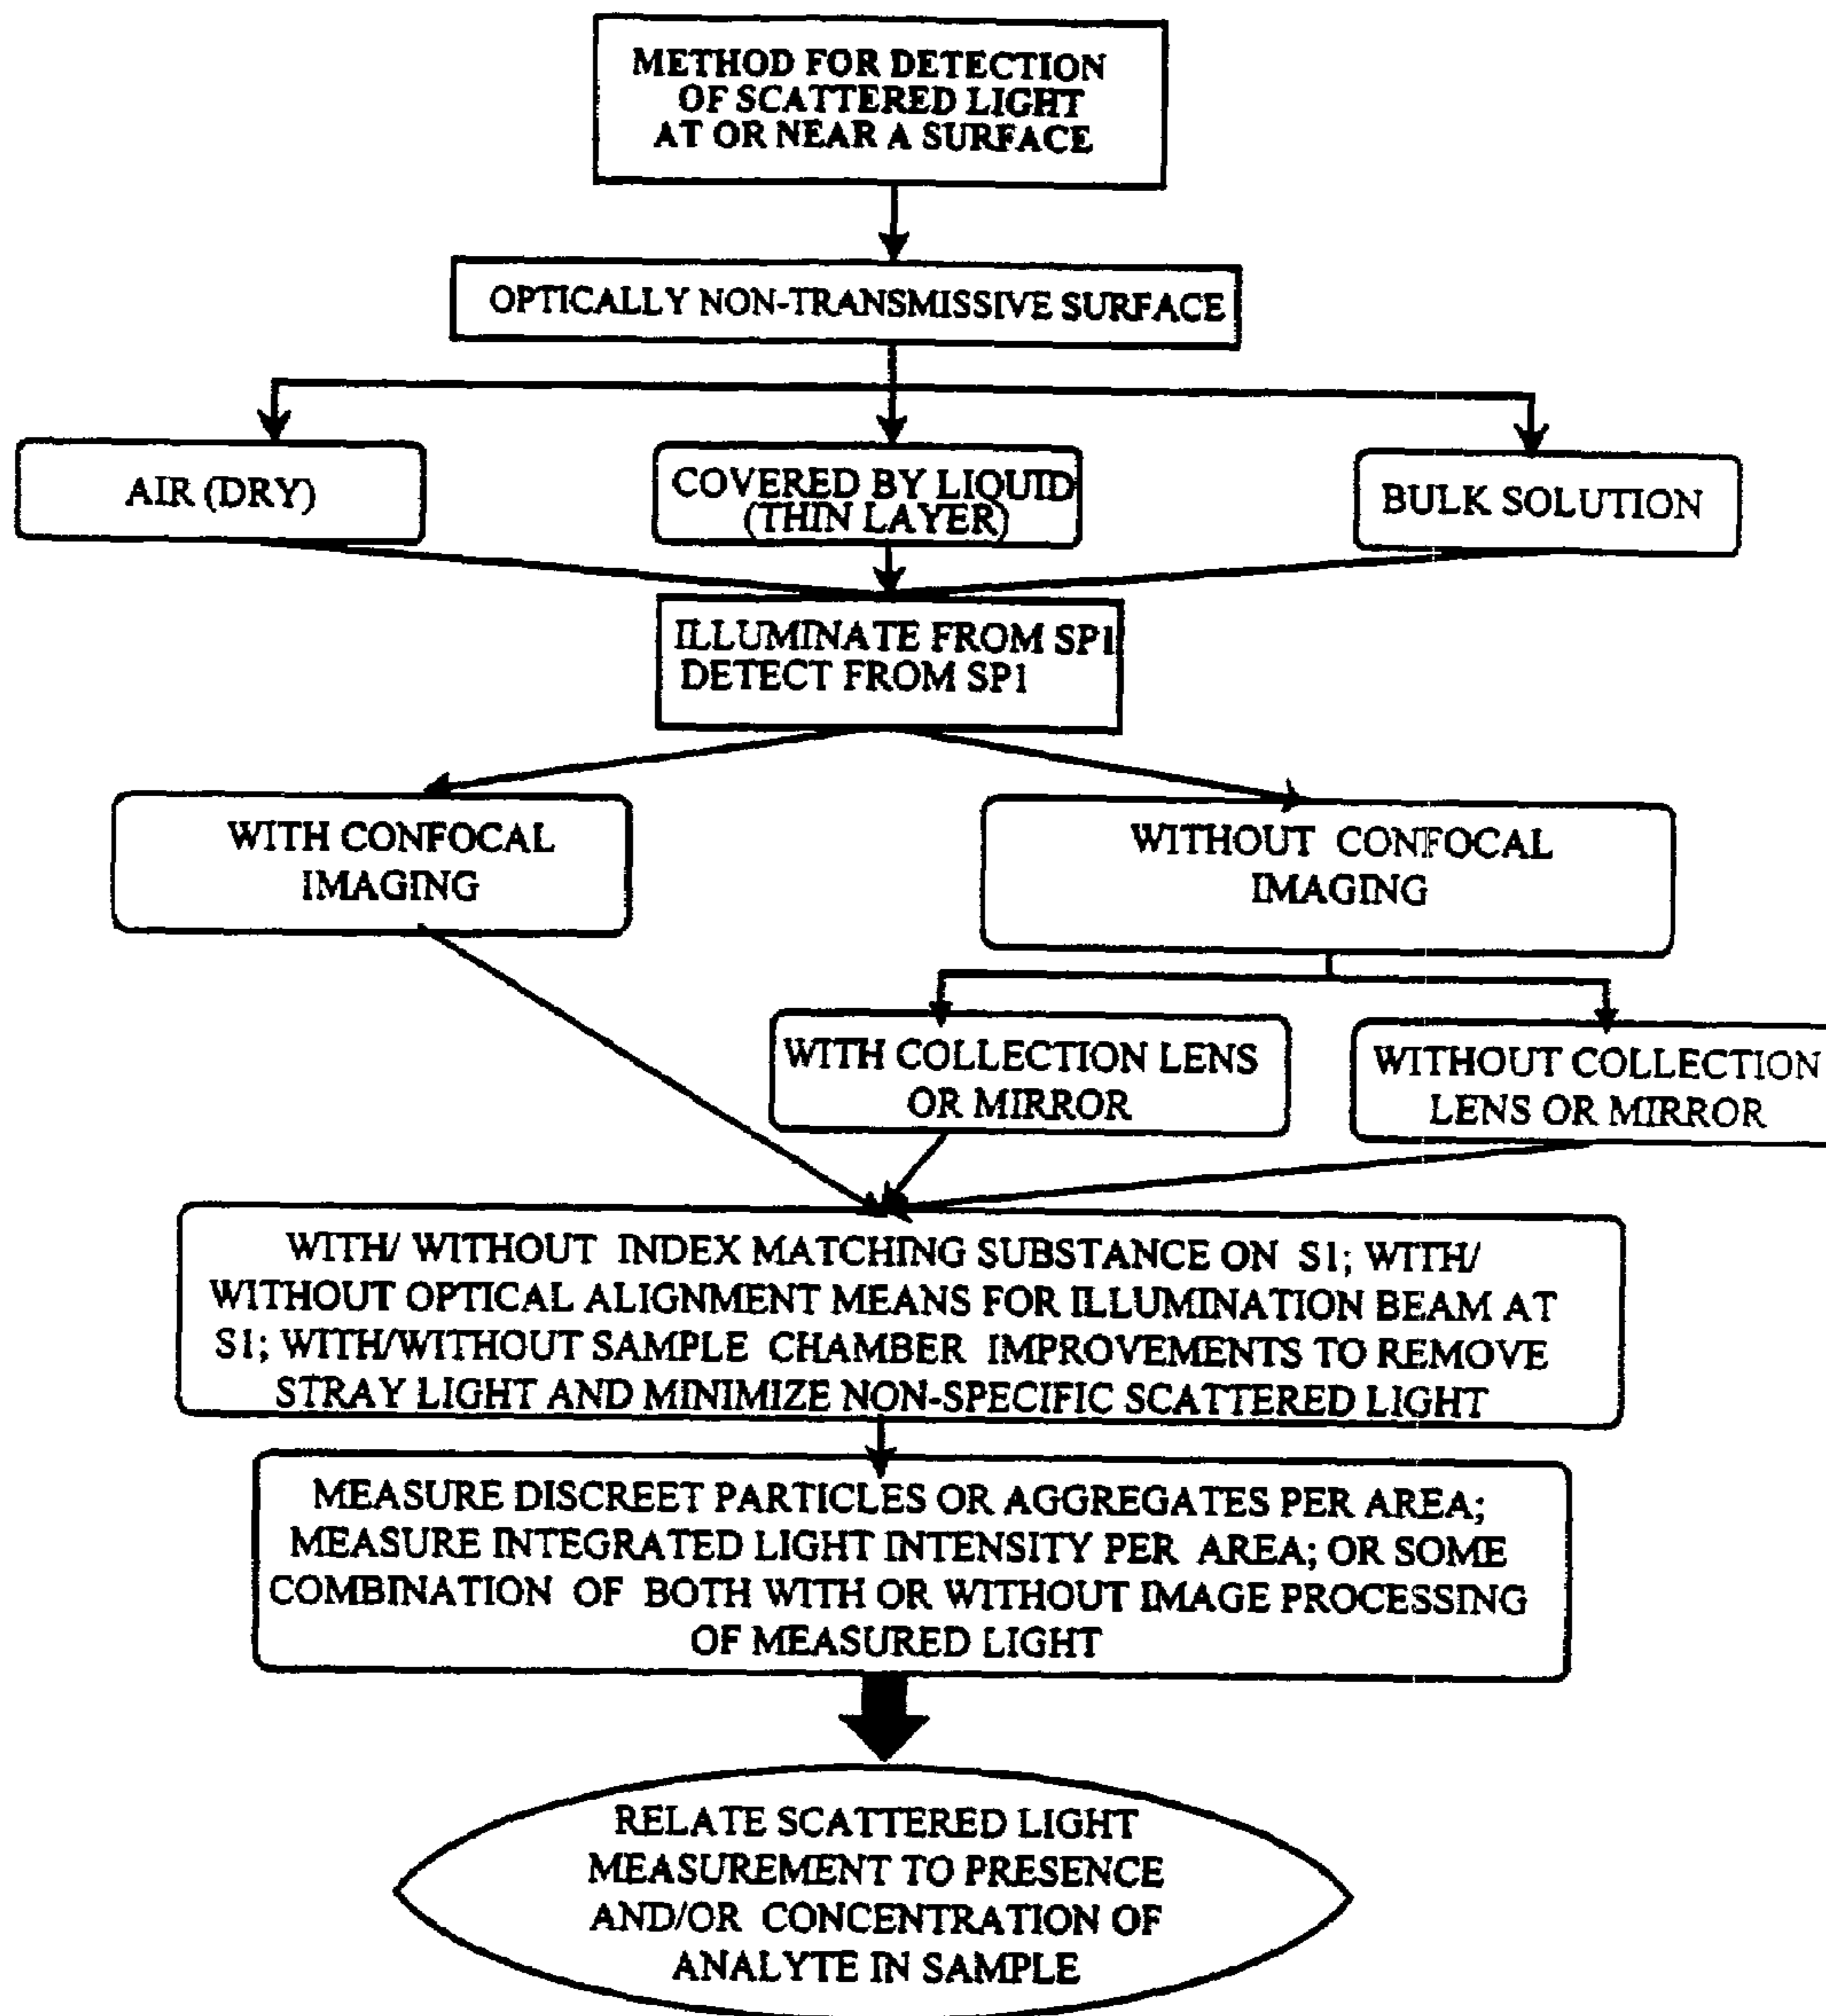 METHOD FOR DETECTION
OF SCATTERED LIGHT
AT OR NEAR A SURFACE
OPTICALLY NON-TRANSMISSIVE SURFACE
AIR (DRY)
COVERED BY LIQUID
(THIN LAYER)
BULK SOLUTION
ILLUMINATE FROM SP1
DETECT FROM SP1
WITH CONFOCAL
IMAGING
WITHOUT CONFOCAL
IMAGING
WITH COLLECTION LENS
OR MIRROR
WITHOUT COLLECTION
LENS OR MIRROR
WITH/ WITHOUT INDEX MATCHING SUBSTANCE ON S1; WITH/
WITHOUT OPTICAL ALIGNMENT MEANS FOR ILLUMINATION BEAM AT
S1; WITH/WITHOUT SAMPLE CHAMBER IMPROVEMENTS TO REMOVE
STRAY LIGHT AND MINIMIZE NON-SPECIFIC SCATTERED LIGHT
MEASURE DISCREET PARTICLES OR AGGREGATES PER AREA;
MEASURE INTEGRATED LIGHT INTENSITY PER AREA; OR SOME
COMBINATION OF BOTH WITH OR WITHOUT IMAGE PROCESSING
OF MEASURED LIGHT
RELATE SCATTERED LIGHT
MEASUREMENT TO PRESENCE
AND/OR CONCENTRATION OF
ANALYTE IN SAMPLE